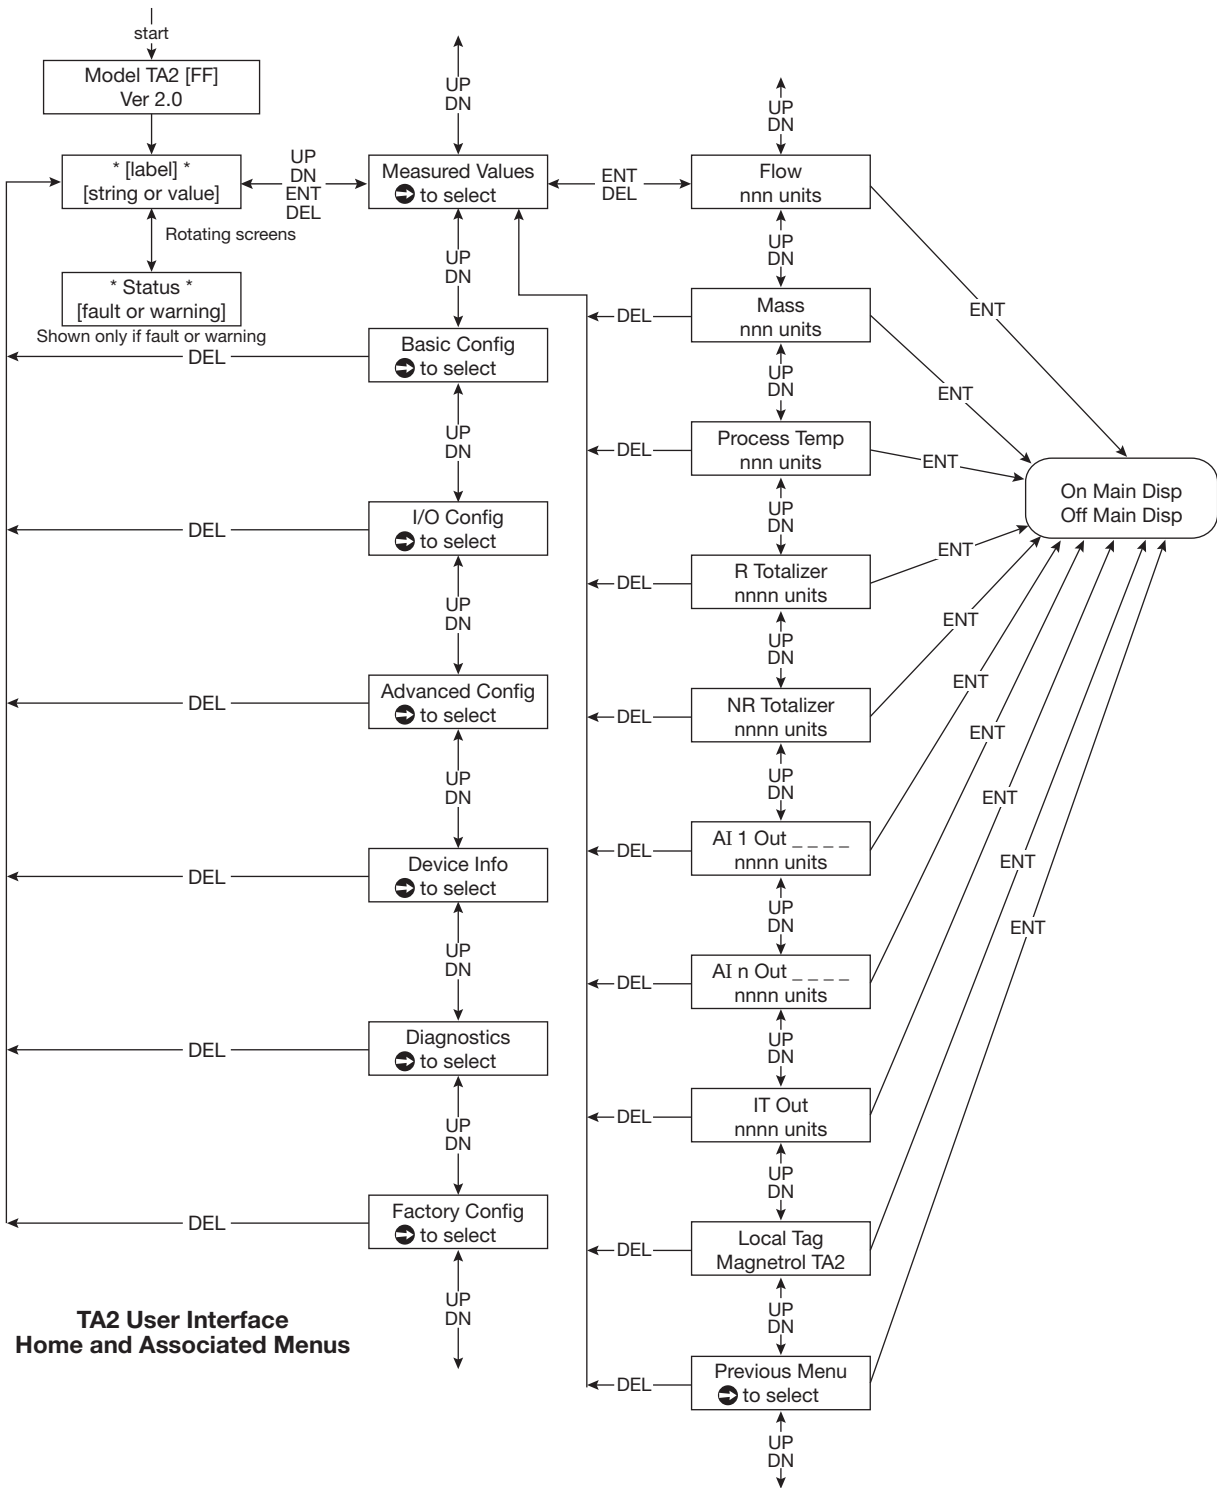 start
Model TA2 [FF]
Ver 2.0
* [label] *
[string or value]
Rotating screens
* Status *
[fault or warning]
Shown only if fault or warning
UP
DN
ENT
DEL
UP
DN
Measured Values
to select
UP
DN
DEL
Basic Config
to select
UP
DN
DEL
I/O Config
to select
UP
DN
DEL
Advanced Config
to select
UP
DN
DEL
Device Info
to select
UP
DN
DEL
Diagnostics
to select
UP
DN
DEL
Factory Config
to select
UP
DN
TA2 User Interface
Home and Associated Menus
ENT
DEL
UP
DN
Flow
nnn units
ENT
UP
DN
DEL
Mass
nnn units
ENT
UP
DN
DEL
Process Temp
nnn units
ENT
UP
DN
DEL
R Totalizer
nnnn units
ENT
UP
DN
DEL
NR Totalizer
nnnn units
ENT
UP
DN
DEL
AI 1 Out _ _ _ _
nnnn units
ENT
UP
DN
DEL
AI n Out _ _ _ _
nnnn units
ENT
UP
DN
DEL
IT Out
nnnn units
ENT
UP
DN
DEL
Local Tag
Magnetrol TA2
ENT
UP
DN
DEL
Previous Menu
to select
ENT
UP
DN
On Main Disp
Off Main Disp